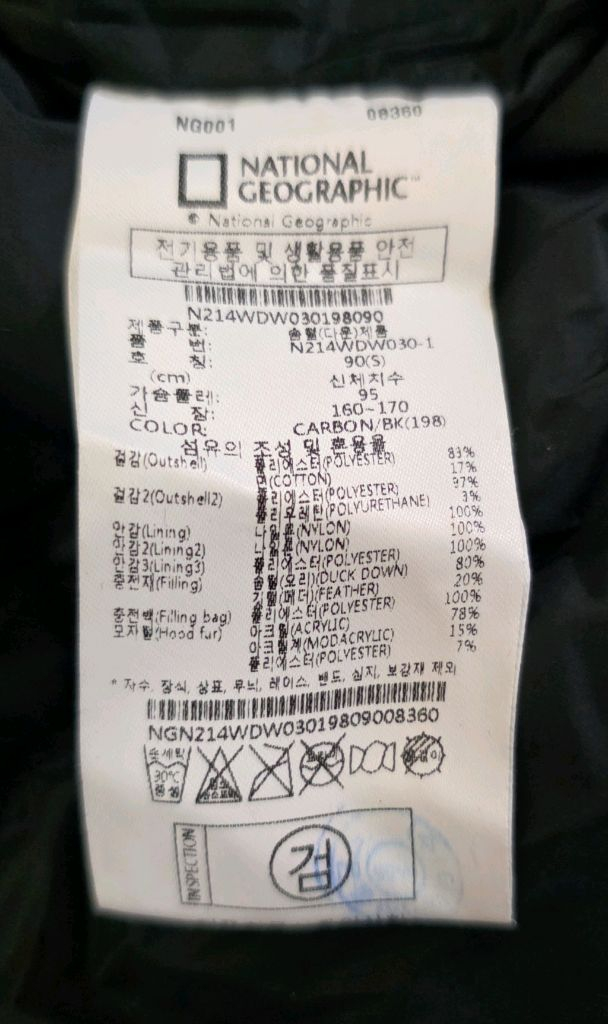 NG001 08360
NATIONAL
GEOGRAPHIC™
© National Geographic
전기용품 및 생활용품 안전
관리법에 의한 품질표시
N214WDW030198090
제품구분: 솜털(다운)제품
품 번: N214WDW030-1
호 칭: 90(S)
(cm) 신체치수
가슴둘레: 95
신 장: 160~170
COLOR: CARBON/BK(198)
섬유의 조성 및 혼용율
겉감(Outshell) 폴리에스터(POLYESTER) 83%
면(COTTON) 17%
겉감2(Outshell2) 폴리에스터(POLYESTER) 97%
폴리우레탄(POLYURETHANE) 3%
안감(Lining) 나일론(NYLON) 100%
안감2(Lining2) 나일론(NYLON) 100%
안감3(Lining3) 폴리에스터(POLYESTER) 100%
충전재(Filling) 솜털(오리)(DUCK DOWN) 80%
깃털(페더)(FEATHER) 20%
충전백(Filling bag) 폴리에스터(POLYESTER) 100%
모자털(Hood fur) 아크릴(ACRYLIC) 78%
아크릴계(MODACRYLIC) 15%
폴리에스터(POLYESTER) 7%
* 자수, 장식, 상표, 무늬, 레이스, 밴드, 심지, 보강재 제외
NGN214WDW03019809008360
손세탁
30℃
중성
INSPECTION
검